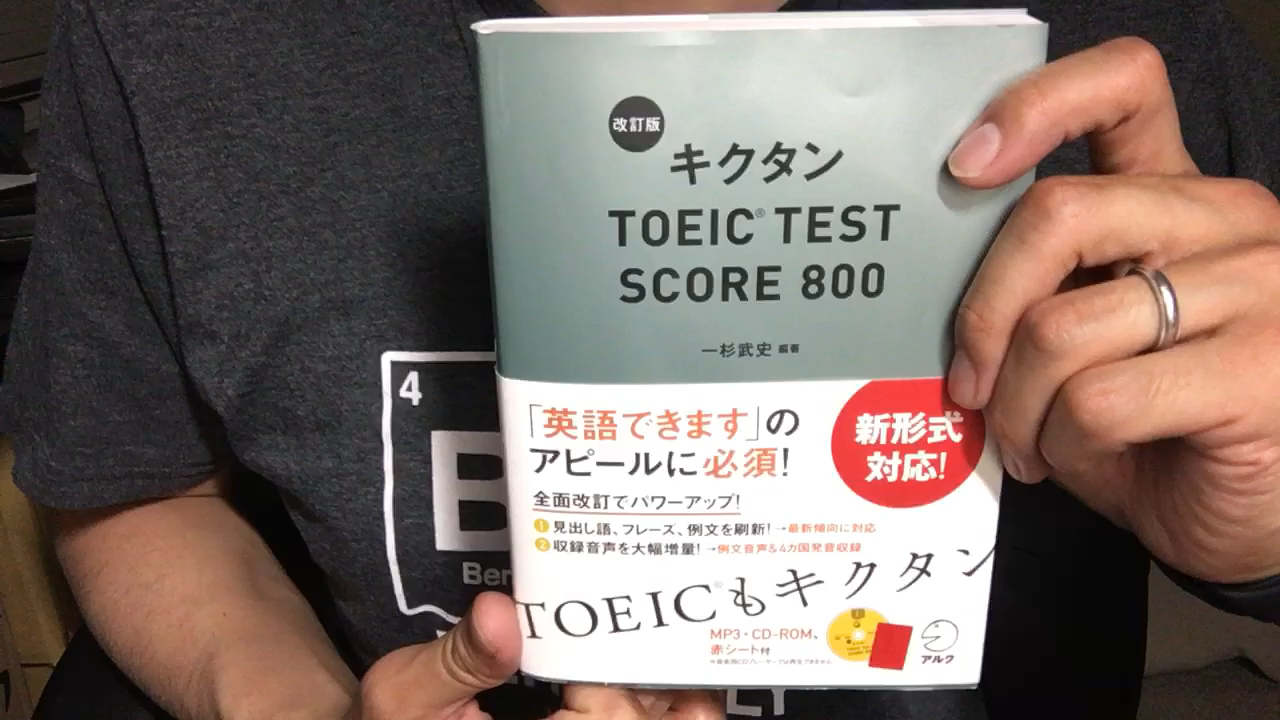 改訂版
キクタン
TOEIC® TEST
SCORE 800
一杉武史 編著
「英語できます」の
アピールに必須!
新形式
対応!
全面改訂でパワーアップ!
1 見出し語、フレーズ、例文を刷新!→最新傾向に対応
2 収録音声を大幅増量!→例文音声&4カ国発音収録
TOEIC®もキクタン
MP3・CD-ROM、
赤シート付
アルク
4
B
Ber